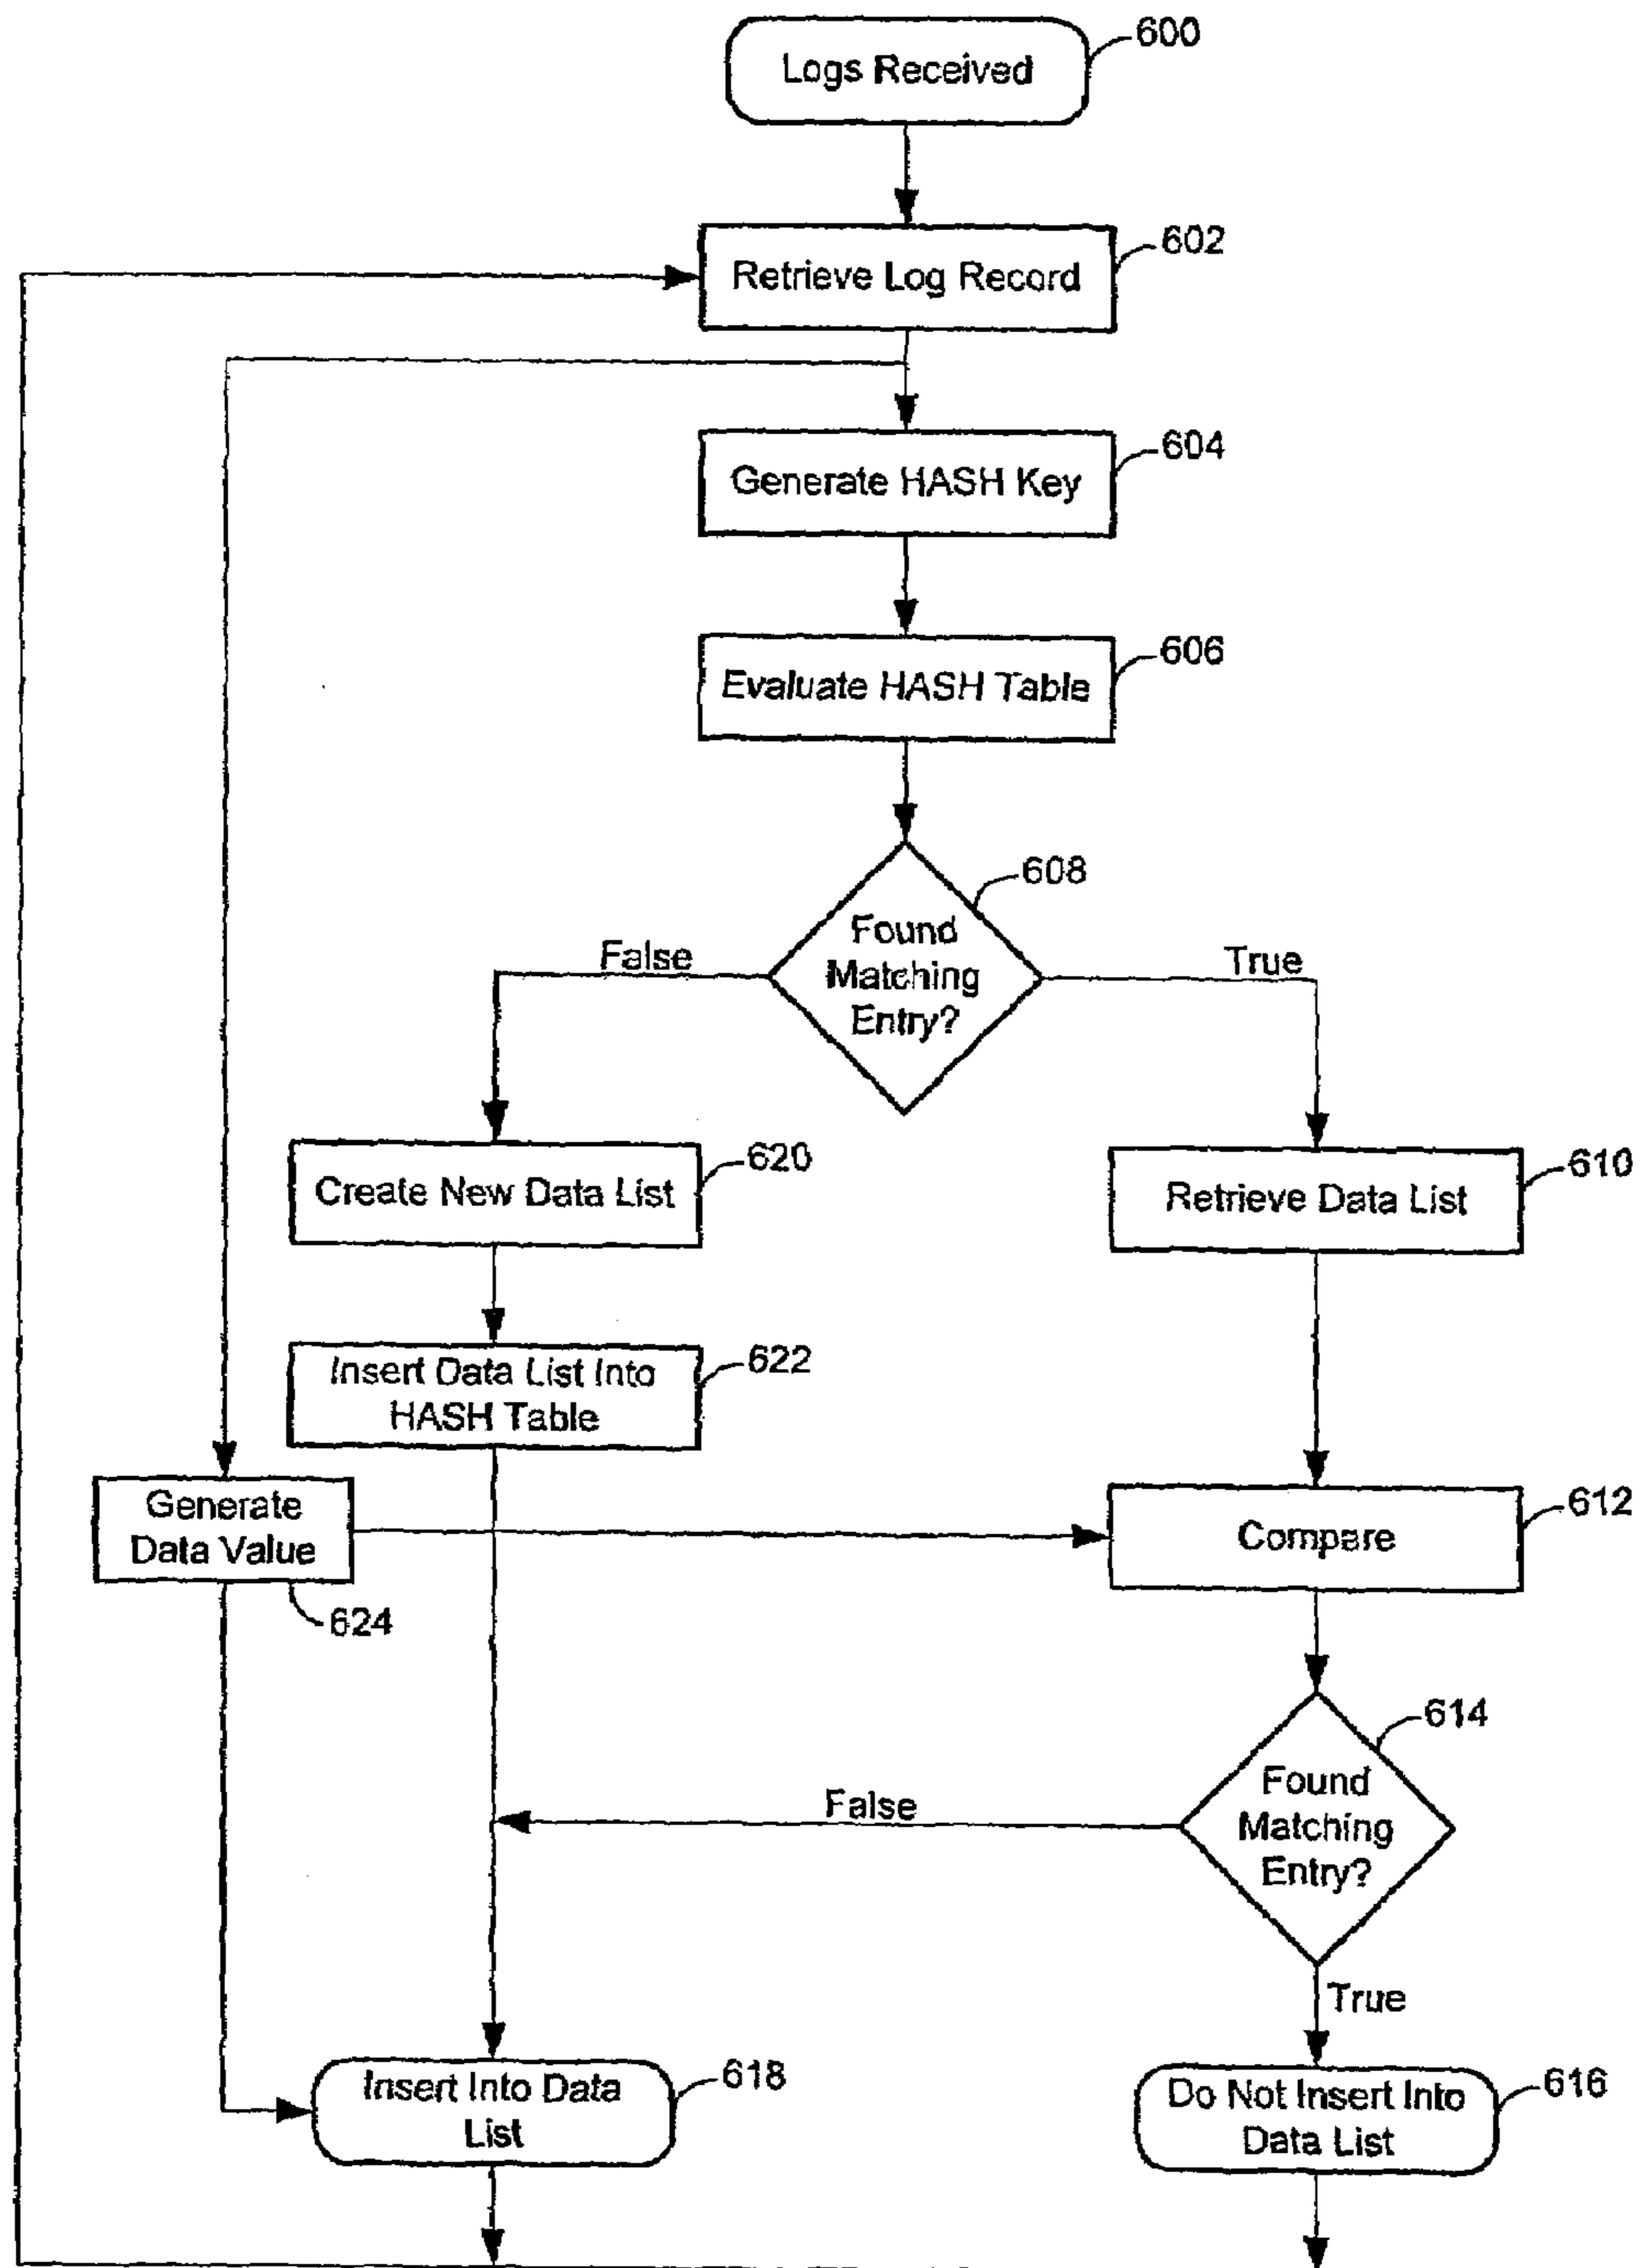 Logs Received
600
Retrieve Log Record
602
Generate HASH Key
604
Evaluate HASH Table
606
Found
Matching
Entry?
608
False
True
Create New Data List
620
Retrieve Data List
610
Insert Data List Into
HASH Table
622
Generate
Data Value
624
Compare
612
Found
Matching
Entry?
614
False
True
Insert Into Data
List
618
Do Not Insert Into
Data List
616